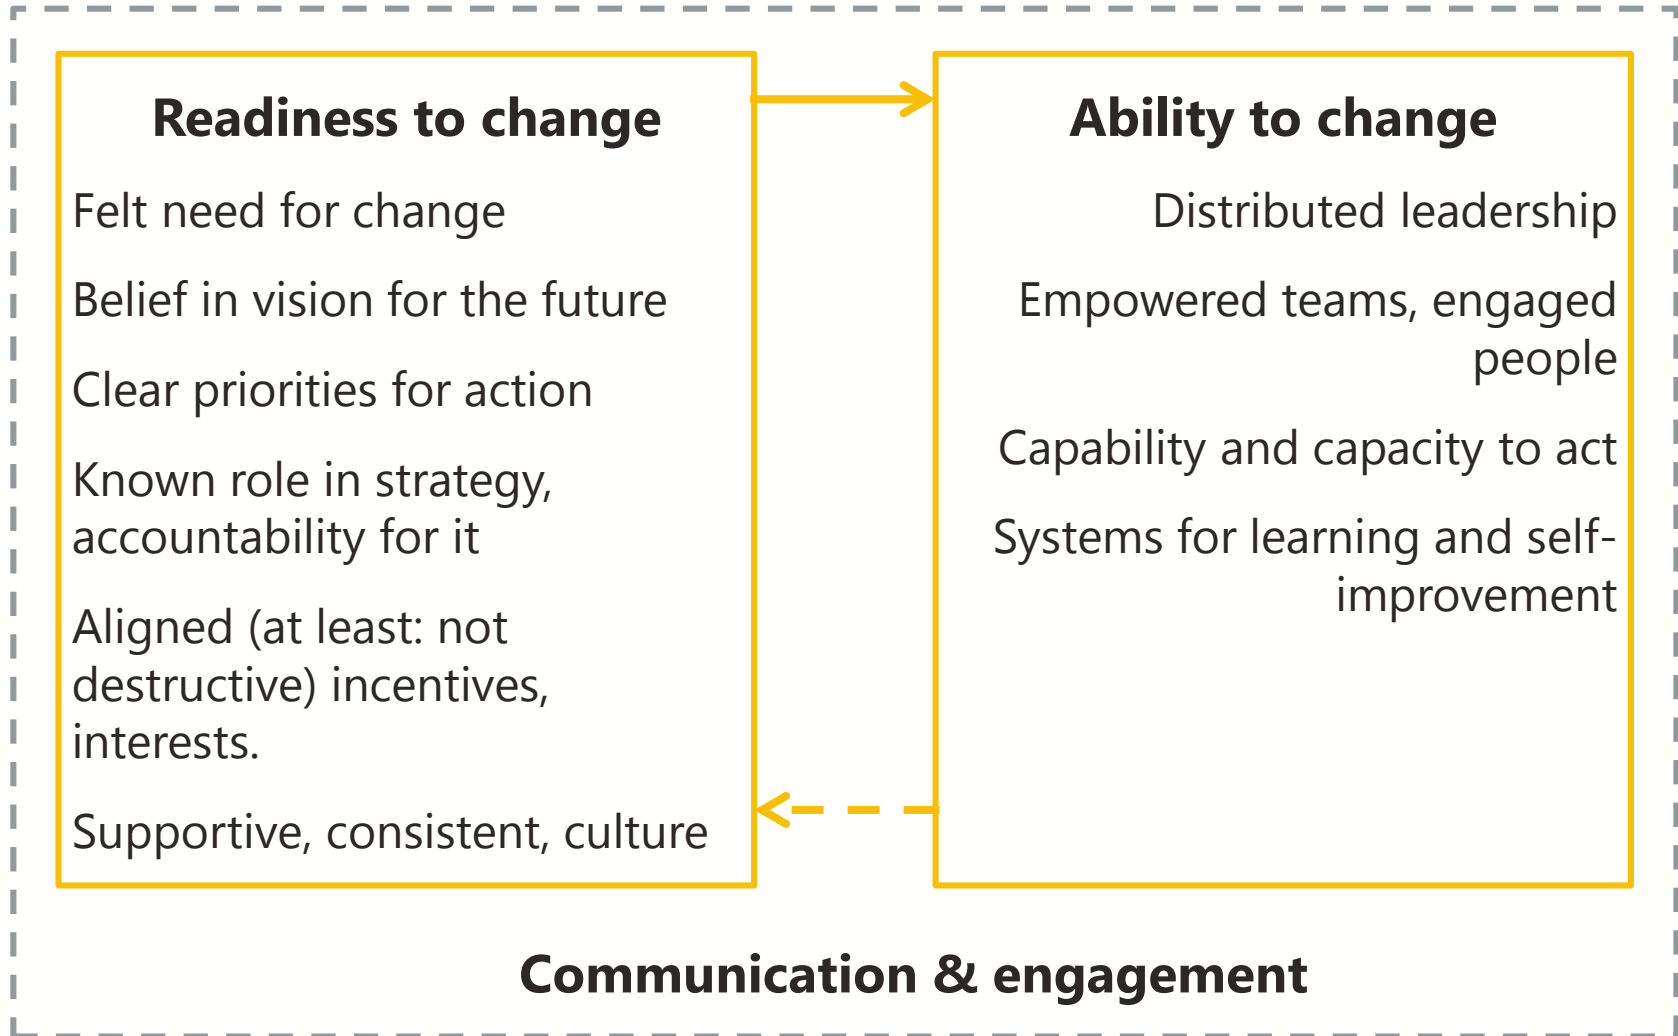 Readiness to change
Felt need for change
Belief in vision for the future
Clear priorities for action
Known role in strategy,
accountability for it
Aligned (at least: not
destructive) incentives,
interests.
Supportive, consistent, culture
Ability to change
Distributed leadership
Empowered teams, engaged
people
Capability and capacity to act
Systems for learning and self-
improvement
Communication & engagement